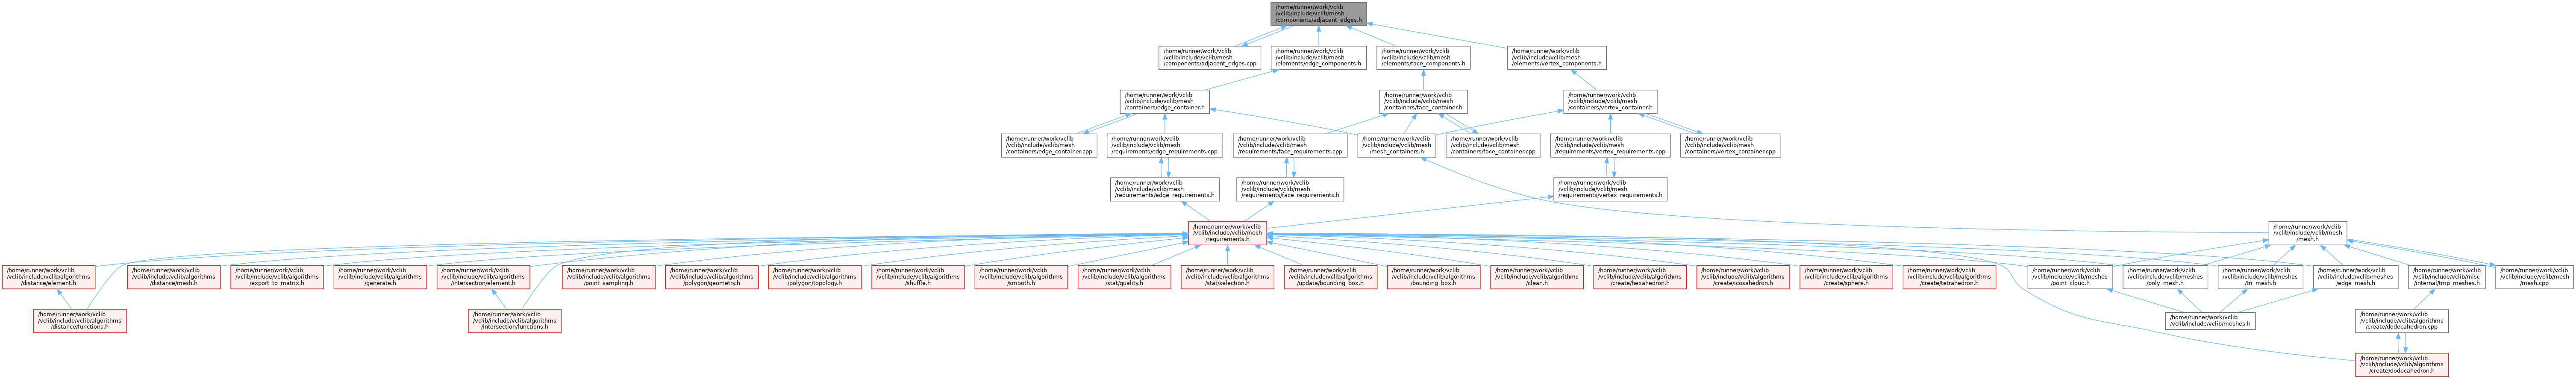 /home/runner/work/vclib
/vclib/include/vclib/mesh
/components/adjacent_edges.h
/home/runner/work/vclib
/vclib/include/vclib/mesh
/components/adjacent_edges.cpp
/home/runner/work/vclib
/vclib/include/vclib/mesh
/elements/edge_components.h
/home/runner/work/vclib
/vclib/include/vclib/mesh
/elements/face_components.h
/home/runner/work/vclib
/vclib/include/vclib/mesh
/elements/vertex_components.h
/home/runner/work/vclib
/vclib/include/vclib/mesh
/containers/edge_container.h
/home/runner/work/vclib
/vclib/include/vclib/mesh
/containers/face_container.h
/home/runner/work/vclib
/vclib/include/vclib/mesh
/containers/vertex_container.h
/home/runner/work/vclib
/vclib/include/vclib/mesh
/containers/edge_container.cpp
/home/runner/work/vclib
/vclib/include/vclib/mesh
/requirements/edge_requirements.cpp
/home/runner/work/vclib
/vclib/include/vclib/mesh
/requirements/face_requirements.cpp
/home/runner/work/vclib
/vclib/include/vclib/mesh
/mesh_containers.h
/home/runner/work/vclib
/vclib/include/vclib/mesh
/containers/face_container.cpp
/home/runner/work/vclib
/vclib/include/vclib/mesh
/requirements/vertex_requirements.cpp
/home/runner/work/vclib
/vclib/include/vclib/mesh
/containers/vertex_container.cpp
/home/runner/work/vclib
/vclib/include/vclib/mesh
/requirements/edge_requirements.h
/home/runner/work/vclib
/vclib/include/vclib/mesh
/requirements/face_requirements.h
/home/runner/work/vclib
/vclib/include/vclib/mesh
/requirements/vertex_requirements.h
/home/runner/work/vclib
/vclib/include/vclib/mesh
/requirements.h
/home/runner/work/vclib
/vclib/include/vclib/mesh
/mesh.h
/home/runner/work/vclib
/vclib/include/vclib/algorithms
/distance/element.h
/home/runner/work/vclib
/vclib/include/vclib/algorithms
/distance/mesh.h
/home/runner/work/vclib
/vclib/include/vclib/algorithms
/export_to_matrix.h
/home/runner/work/vclib
/vclib/include/vclib/algorithms
/generate.h
/home/runner/work/vclib
/vclib/include/vclib/algorithms
/intersection/element.h
/home/runner/work/vclib
/vclib/include/vclib/algorithms
/point_sampling.h
/home/runner/work/vclib
/vclib/include/vclib/algorithms
/polygon/geometry.h
/home/runner/work/vclib
/vclib/include/vclib/algorithms
/polygon/topology.h
/home/runner/work/vclib
/vclib/include/vclib/algorithms
/shuffle.h
/home/runner/work/vclib
/vclib/include/vclib/algorithms
/smooth.h
/home/runner/work/vclib
/vclib/include/vclib/algorithms
/stat/quality.h
/home/runner/work/vclib
/vclib/include/vclib/algorithms
/stat/selection.h
/home/runner/work/vclib
/vclib/include/vclib/algorithms
/update/bounding_box.h
/home/runner/work/vclib
/vclib/include/vclib/algorithms
/bounding_box.h
/home/runner/work/vclib
/vclib/include/vclib/algorithms
/clean.h
/home/runner/work/vclib
/vclib/include/vclib/algorithms
/create/hexahedron.h
/home/runner/work/vclib
/vclib/include/vclib/algorithms
/create/icosahedron.h
/home/runner/work/vclib
/vclib/include/vclib/algorithms
/create/sphere.h
/home/runner/work/vclib
/vclib/include/vclib/algorithms
/create/tetrahedron.h
/home/runner/work/vclib
/vclib/include/vclib/meshes
/point_cloud.h
/home/runner/work/vclib
/vclib/include/vclib/meshes
/poly_mesh.h
/home/runner/work/vclib
/vclib/include/vclib/meshes
/tri_mesh.h
/home/runner/work/vclib
/vclib/include/vclib/meshes
/edge_mesh.h
/home/runner/work/vclib
/vclib/include/vclib/misc
/internal/tmp_meshes.h
/home/runner/work/vclib
/vclib/include/vclib/mesh
/mesh.cpp
/home/runner/work/vclib
/vclib/include/vclib/algorithms
/distance/functions.h
/home/runner/work/vclib
/vclib/include/vclib/algorithms
/intersection/functions.h
/home/runner/work/vclib
/vclib/include/vclib/meshes.h
/home/runner/work/vclib
/vclib/include/vclib/algorithms
/create/dodecahedron.cpp
/home/runner/work/vclib
/vclib/include/vclib/algorithms
/create/dodecahedron.h